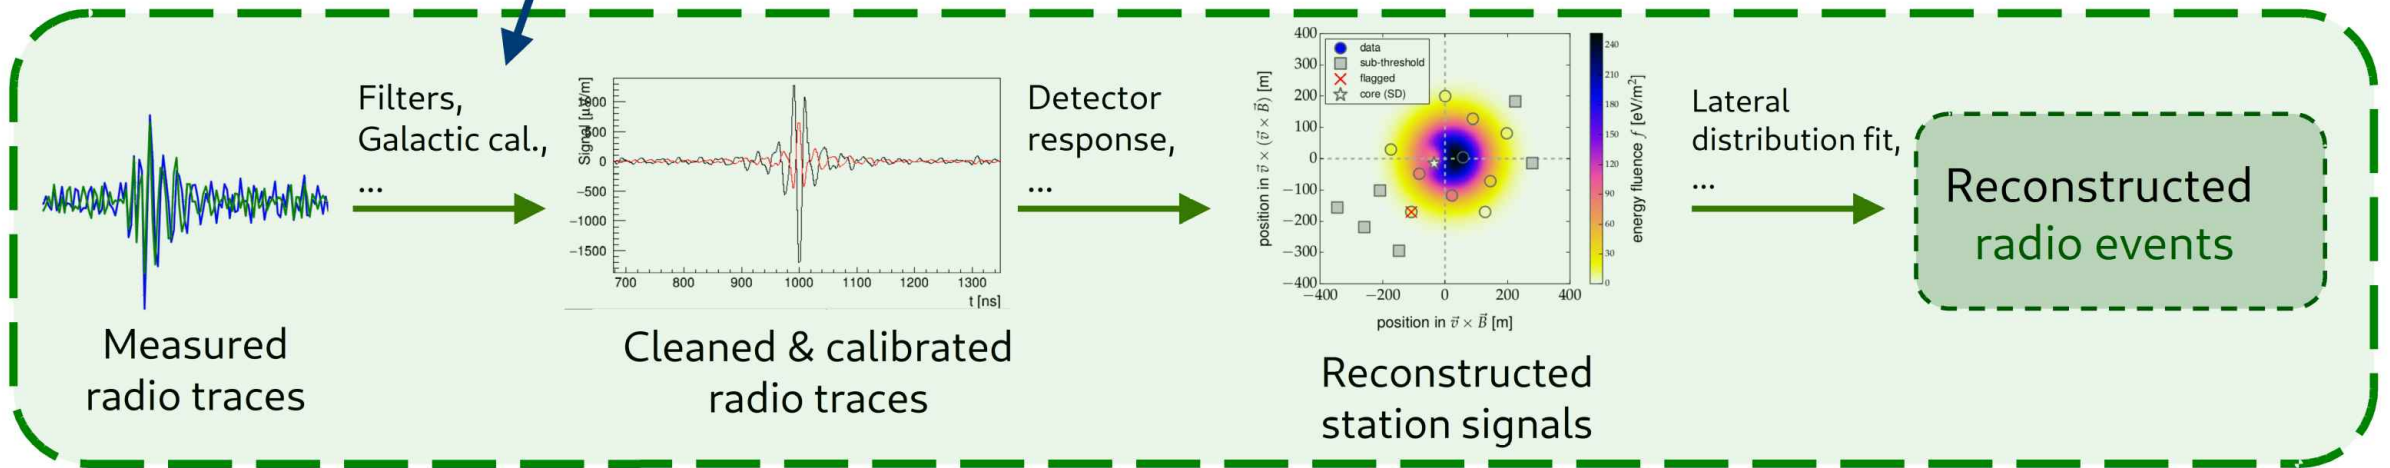 Filters,
Galactic cal.,
...
Measured
radio traces
Signal [µV/m]
1000
500
0
−500
−1000
−1500
700 800 900 1000 1100 1200 1300
t [ns]
Cleaned & calibrated
radio traces
Detector
response,
...
data
sub-threshold
flagged
core (SD)
position in v⃗ × (v⃗ × B⃗) [m]
400
300
200
100
0
−100
−200
−300
−400
−400 −200 0 200 400
position in v⃗ × B⃗ [m]
240
210
180
150
120
90
60
30
0
energy fluence f [eV/m²]
Reconstructed
station signals
Lateral
distribution fit,
...
Reconstructed
radio events